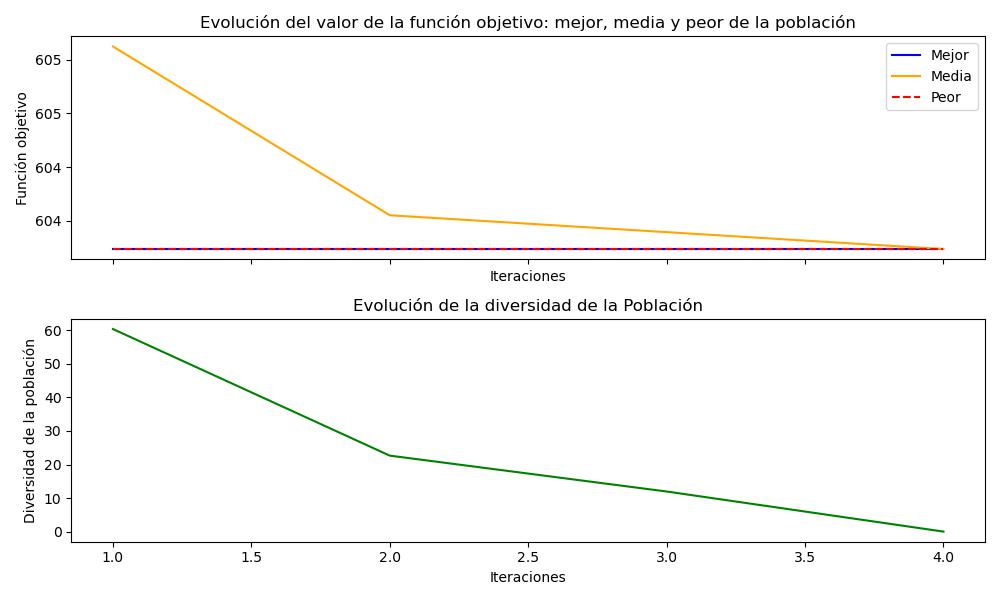 Evolución del valor de la función objetivo: mejor, media y peor de la población
Función objetivo
605
605
604
604
Mejor
Media
Peor
Iteraciones
Evolución de la diversidad de la Población
Diversidad de la población
60
50
40
30
20
10
0
1.0 1.5 2.0 2.5 3.0 3.5 4.0
Iteraciones